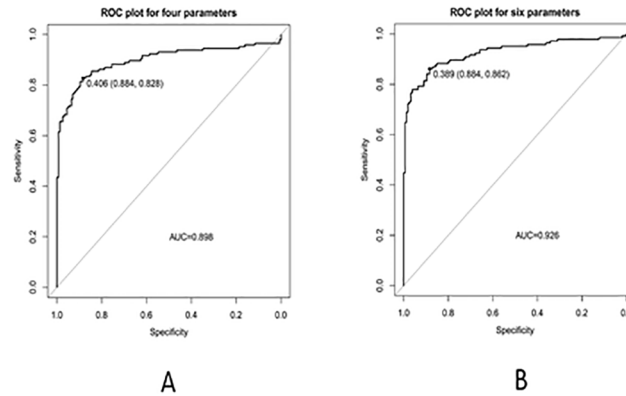 ROC plot for four parameters
1.0
0.8
0.6
0.4
0.2
0.0
Sensitivity
0.406 (0.884, 0.828)
AUC=0.898
1.0 0.8 0.6 0.4 0.2 0.0
Specificity
A
ROC plot for six parameters
1.0
0.8
0.6
0.4
0.2
0.0
Sensitivity
0.389 (0.884, 0.862)
AUC=0.926
1.0 0.8 0.6 0.4 0.2
Specificity
B